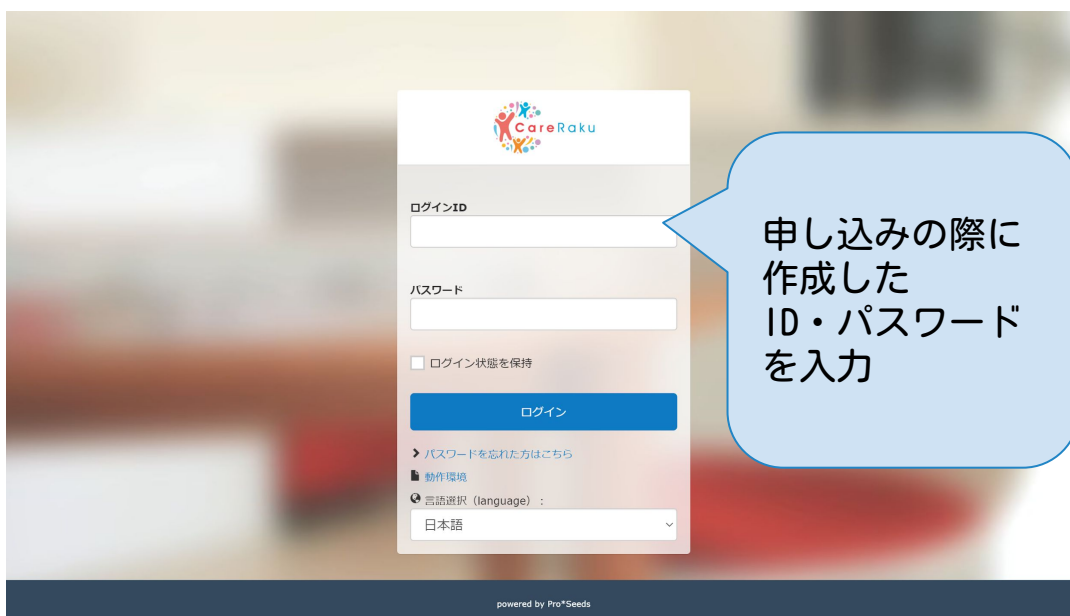 CareRaku
ログインID
パスワード
ログイン状態を保持
ログイン
パスワードを忘れた方はこちら
動作環境
言語選択（language）：
日本語
申し込みの際に
作成した
ID・パスワード
を入力
powered by Pro*Seeds